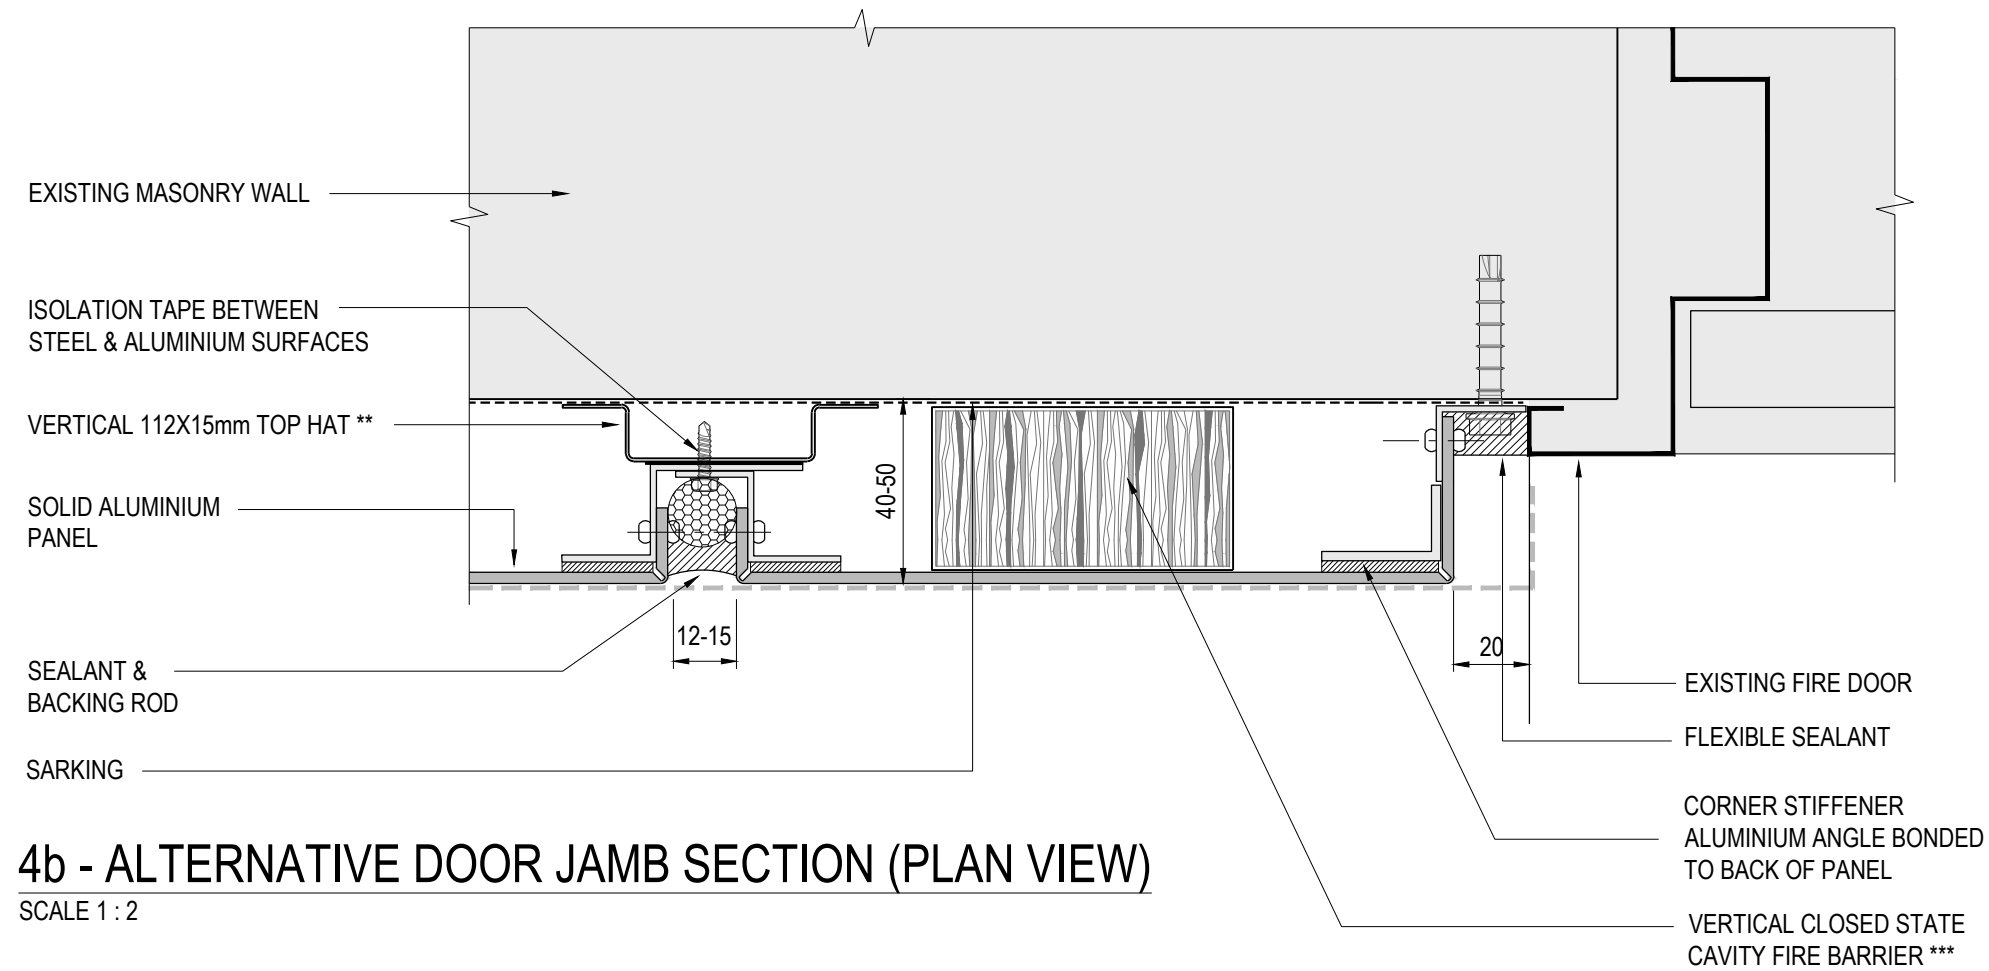 EXISTING MASONRY WALL
ISOLATION TAPE BETWEEN
STEEL & ALUMINIUM SURFACES
VERTICAL 112X15mm TOP HAT **
SOLID ALUMINIUM
PANEL
SEALANT &
BACKING ROD
SARKING
40-50
12-15
20
EXISTING FIRE DOOR
FLEXIBLE SEALANT
CORNER STIFFENER
ALUMINIUM ANGLE BONDED
TO BACK OF PANEL
VERTICAL CLOSED STATE
CAVITY FIRE BARRIER ***
4b - ALTERNATIVE DOOR JAMB SECTION (PLAN VIEW)
SCALE 1 : 2